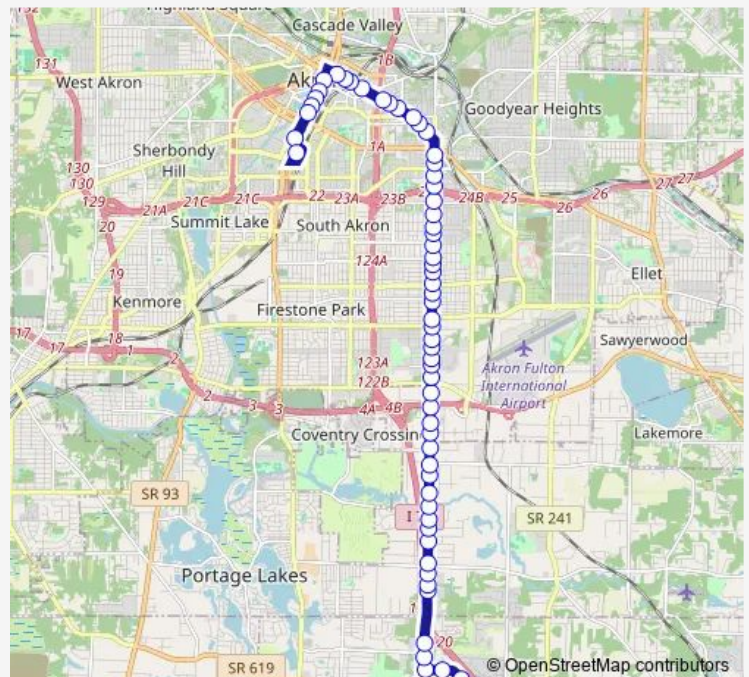 Highland Square
Cascade Valley
131
1B
West Akron
Goodyear Heights
Sherbondy
Hill
1A
130
130
129
21A
21C
21C
22
23A
23B
24B
25
26
26
27
27
20
Summit Lake
South Akron
124A
19
Ellet
Kenmore
Firestone Park
17
17
18
1
2
Sawyerwood
Akron Fulton
International
Airport
123A
122B
2
3
3
4A
4B
Coventry Crossin
Lakemore
SR 93
SR 241
Portage Lakes
20
SR 619
© OpenStreetMap contributors